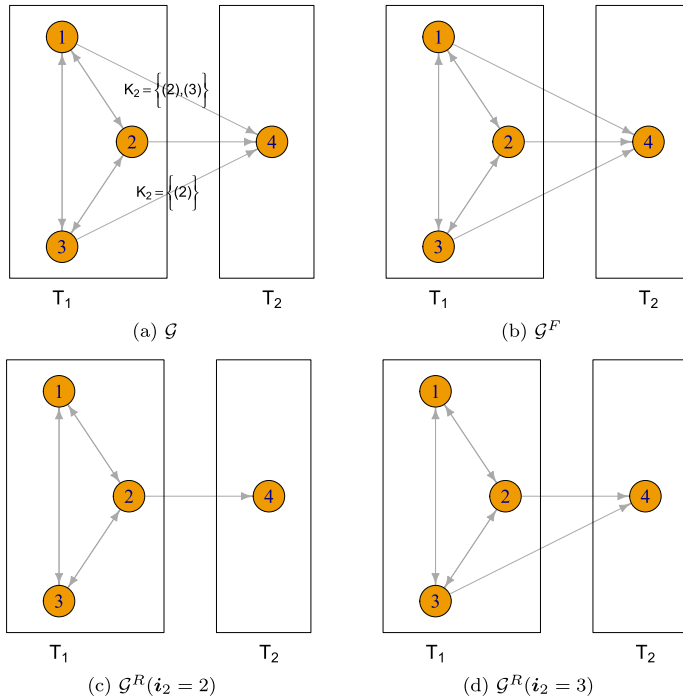 1
1
K₂={(2),(3)}
2
4
2
4
K₂={(2)}
3
3
T₁
T₂
T₁
T₂
(a) 𝒢
(b) 𝒢^F
1
1
2
4
2
4
3
3
T₁
T₂
T₁
T₂
(c) 𝒢^R(i₂ = 2)
(d) 𝒢^R(i₂ = 3)